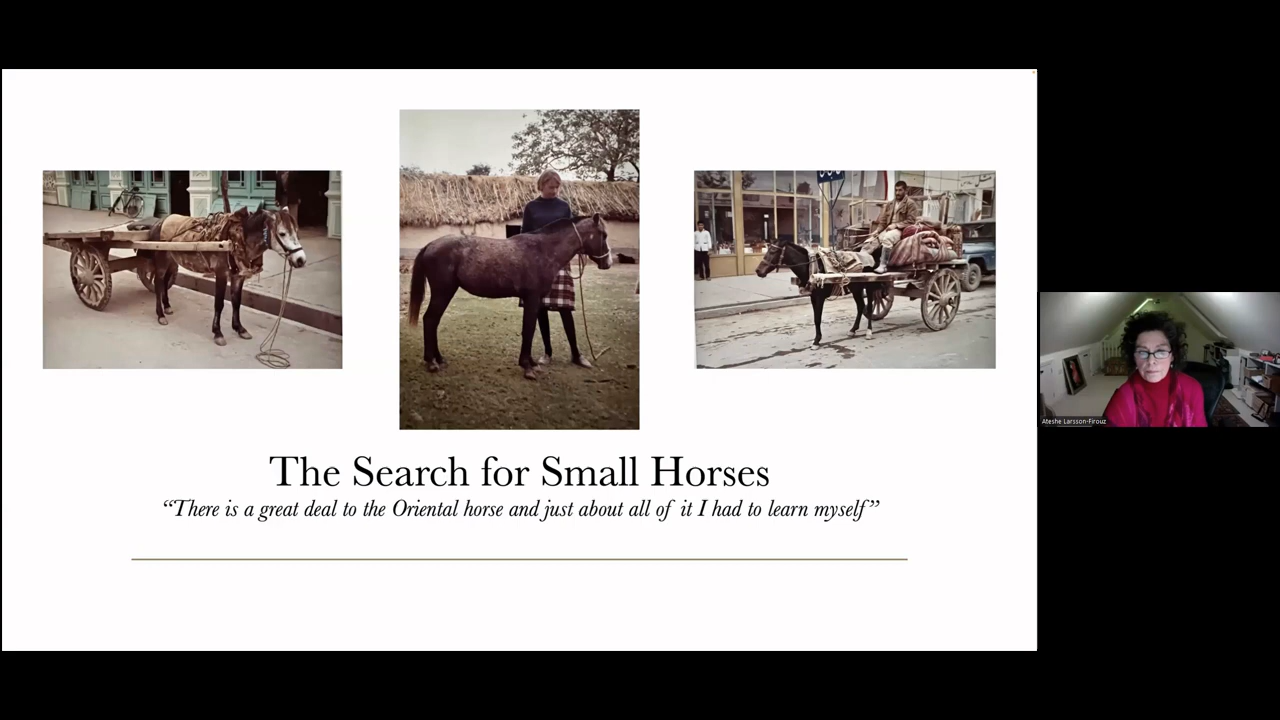 The Search for Small Horses
“There is a great deal to the Oriental horse and just about all of it I had to learn myself”
Ateshe Larsson-Firouz